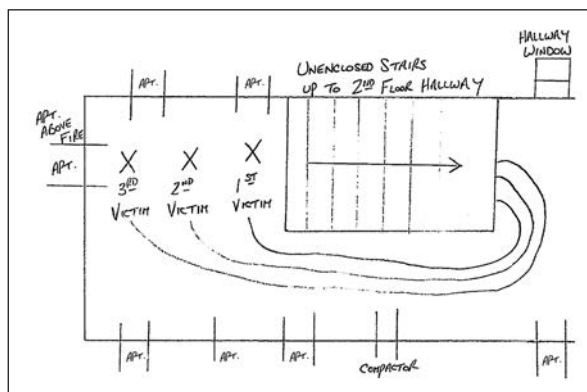 HALLWAY
WINDOW
UNENCLOSED STAIRS
UP TO 2ND FLOOR HALLWAY
APT.
APT.
APT.
ABOVE
FIRE
APT.
3RD
VICTIM
2ND
VICTIM
1ST
VICTIM
APT.
APT.
APT.
COMPACTOR
APT.